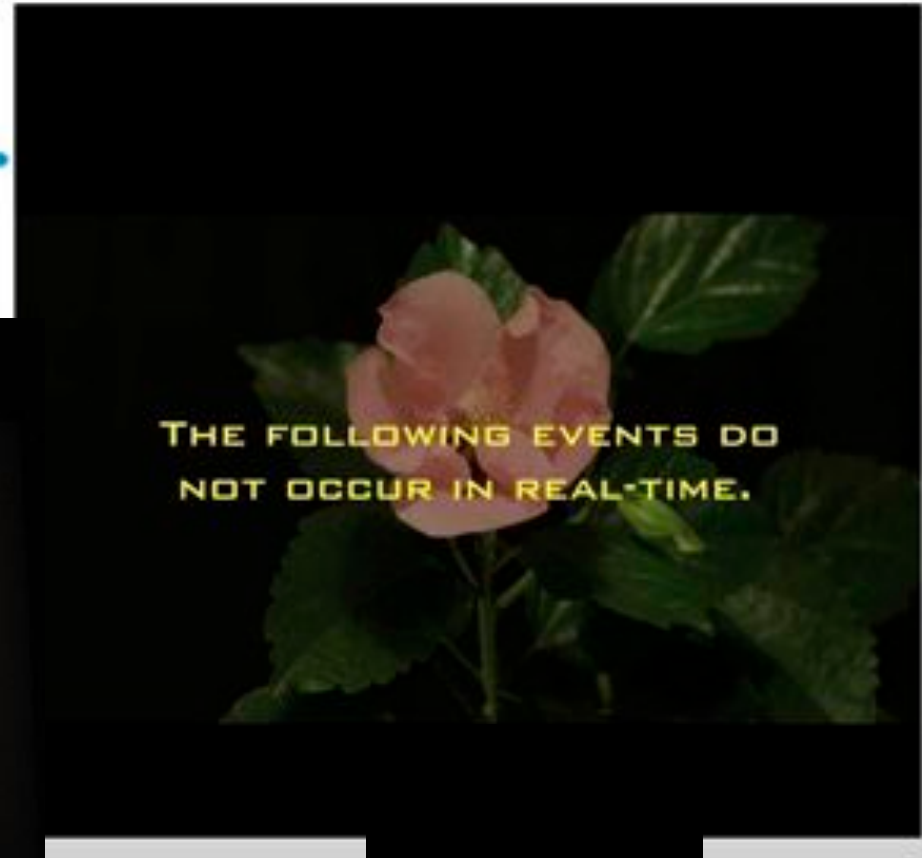 THE FOLLOWING EVENTS DO
NOT OCCUR IN REAL-TIME.